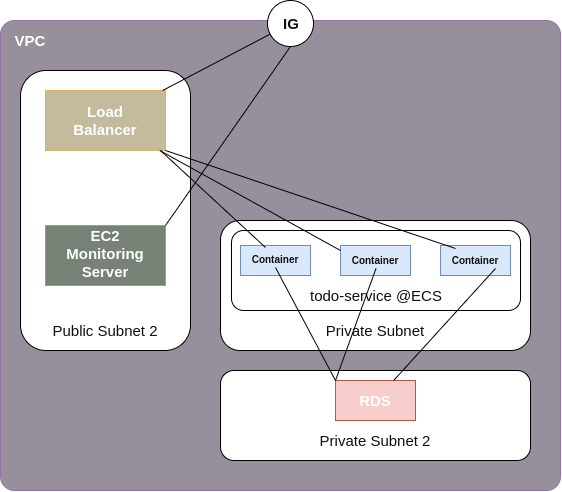 IG
VPC
Load
Balancer
EC2
Monitoring
Server
Public Subnet 2
Container
Container
Container
todo-service @ECS
Private Subnet
RDS
Private Subnet 2